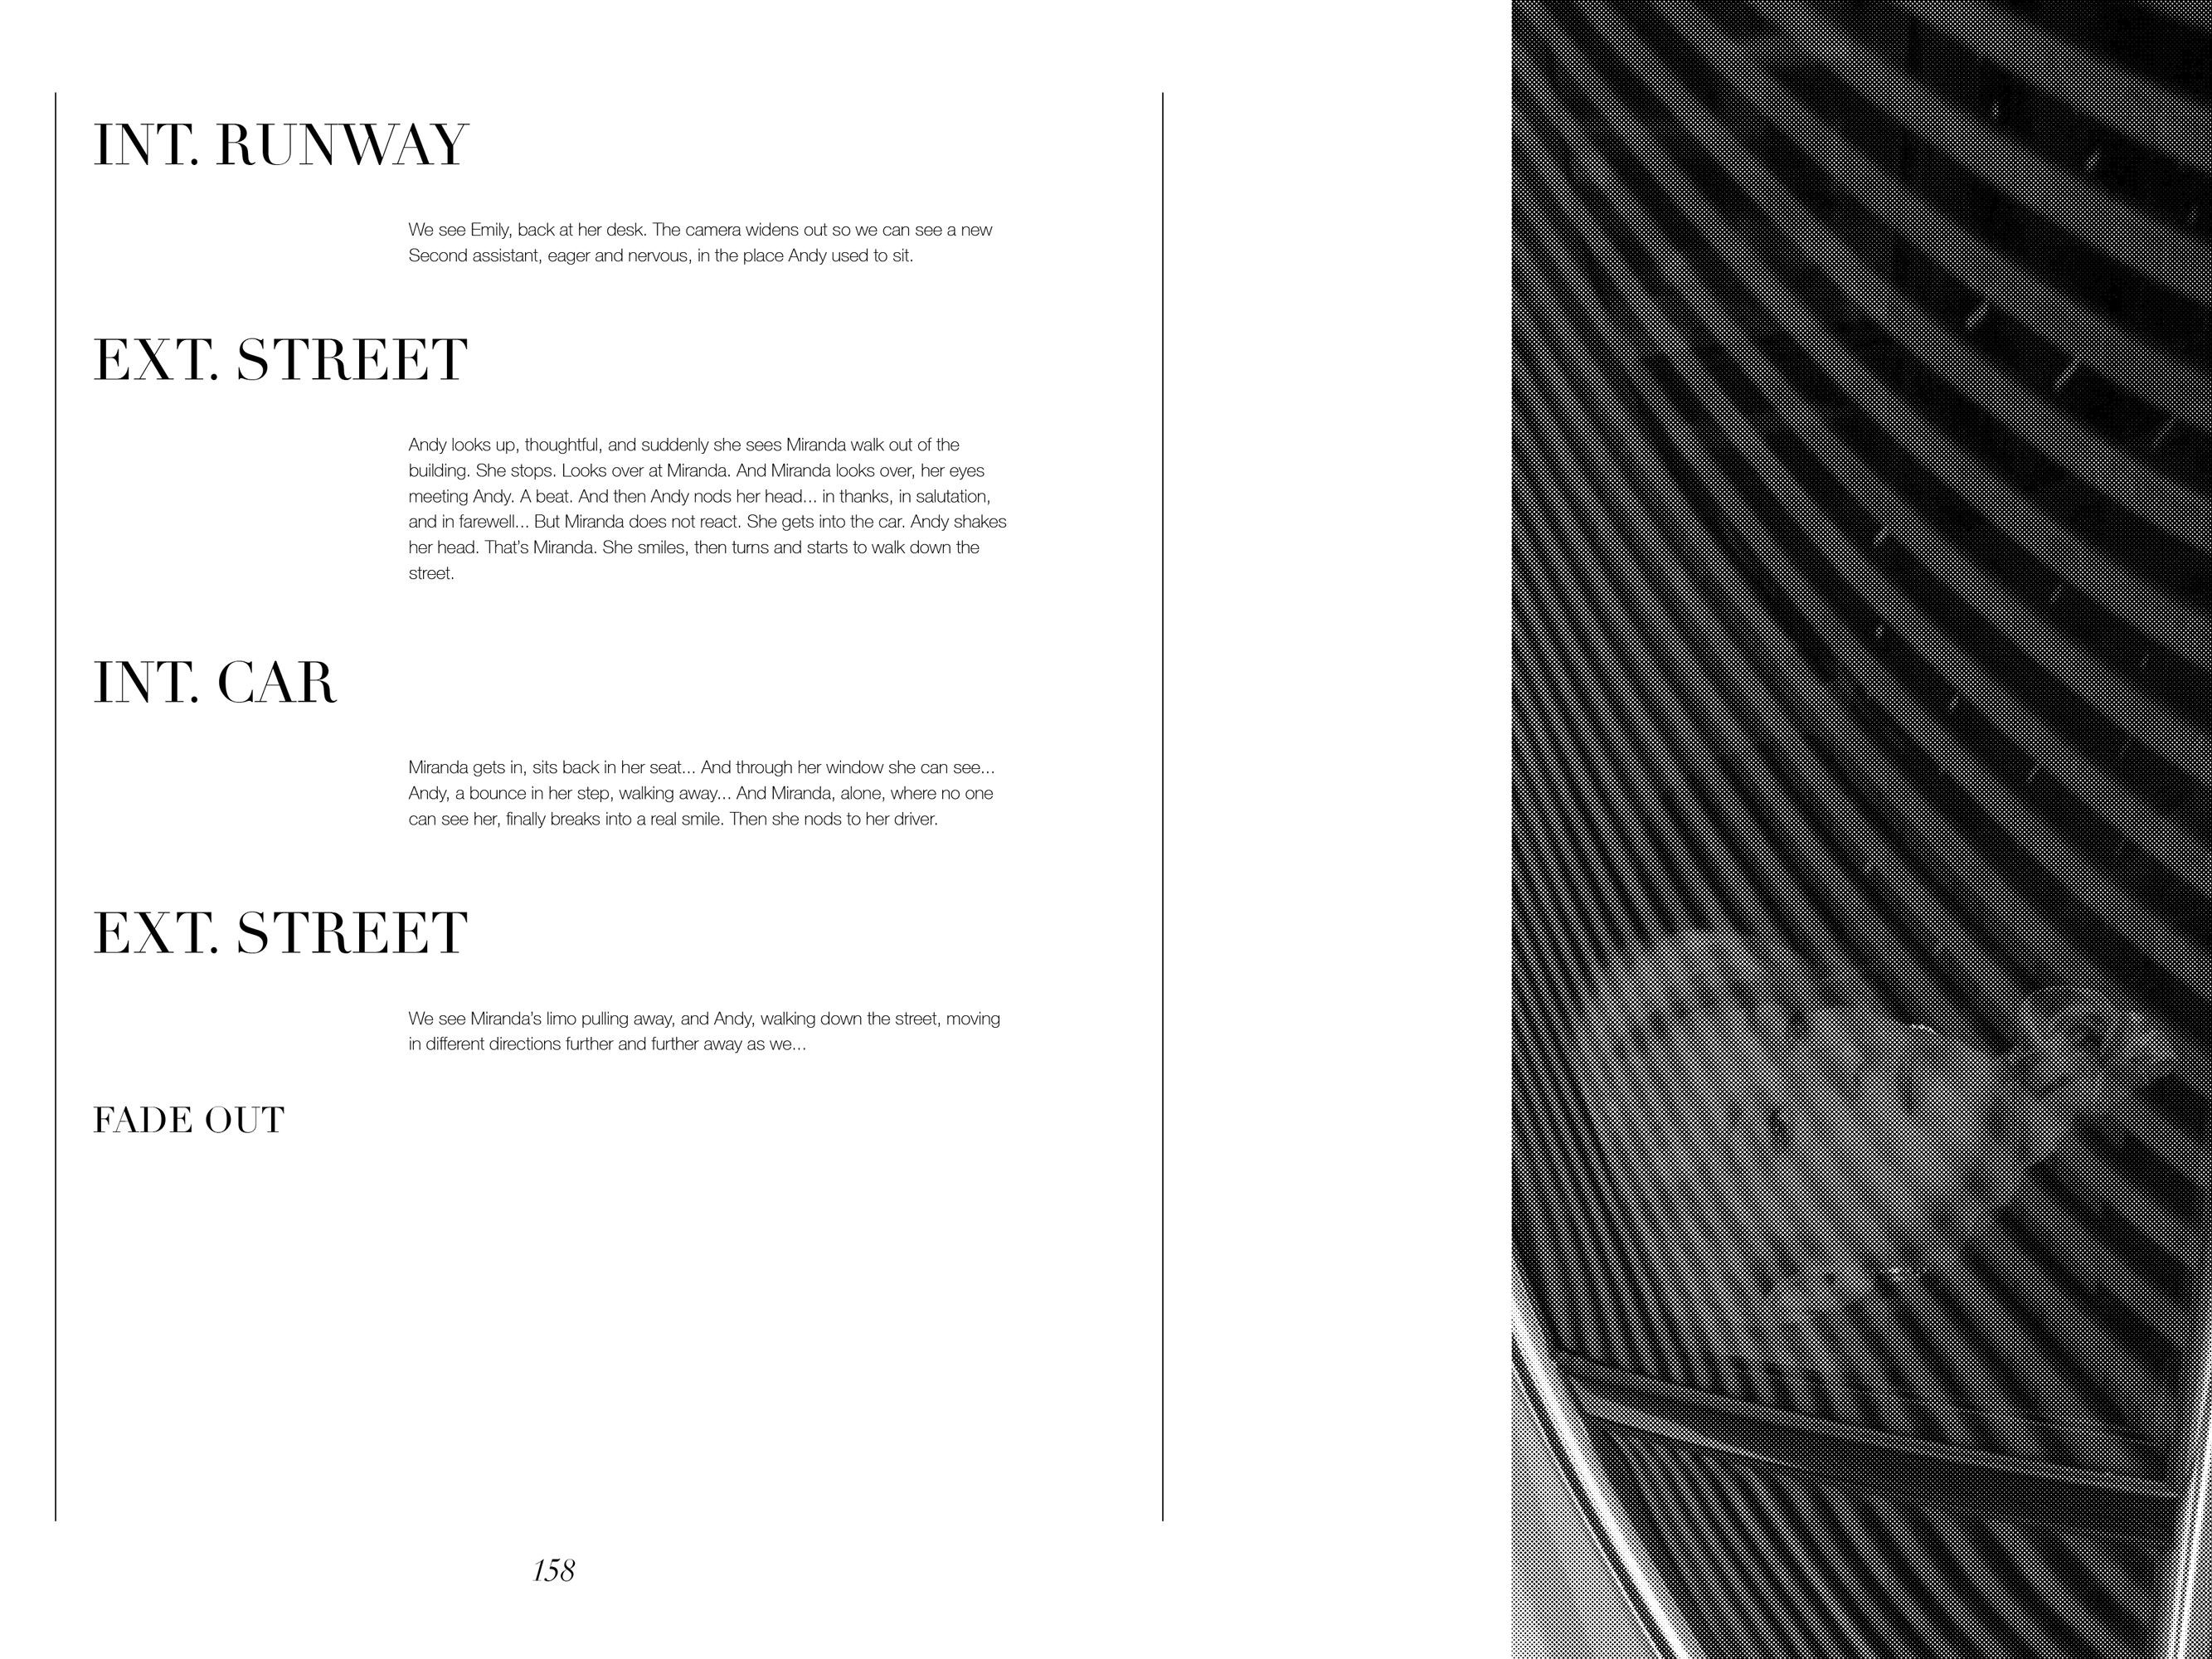 INT. RUNWAY
We see Emily, back at her desk. The camera widens out so we can see a new
Second assistant, eager and nervous, in the place Andy used to sit.
EXT. STREET
Andy looks up, thoughtful, and suddenly she sees Miranda walk out of the
building. She stops. Looks over at Miranda. And Miranda looks over, her eyes
meeting Andy. A beat. And then Andy nods her head... in thanks, in salutation,
and in farewell... But Miranda does not react. She gets into the car. Andy shakes
her head. That's Miranda. She smiles, then turns and starts to walk down the
street.
INT. CAR
Miranda gets in, sits back in her seat... And through her window she can see...
Andy, a bounce in her step, walking away... And Miranda, alone, where no one
can see her, finally breaks into a real smile. Then she nods to her driver.
EXT. STREET
We see Miranda's limo pulling away, and Andy, walking down the street, moving
in different directions further and further away as we...
FADE OUT
158